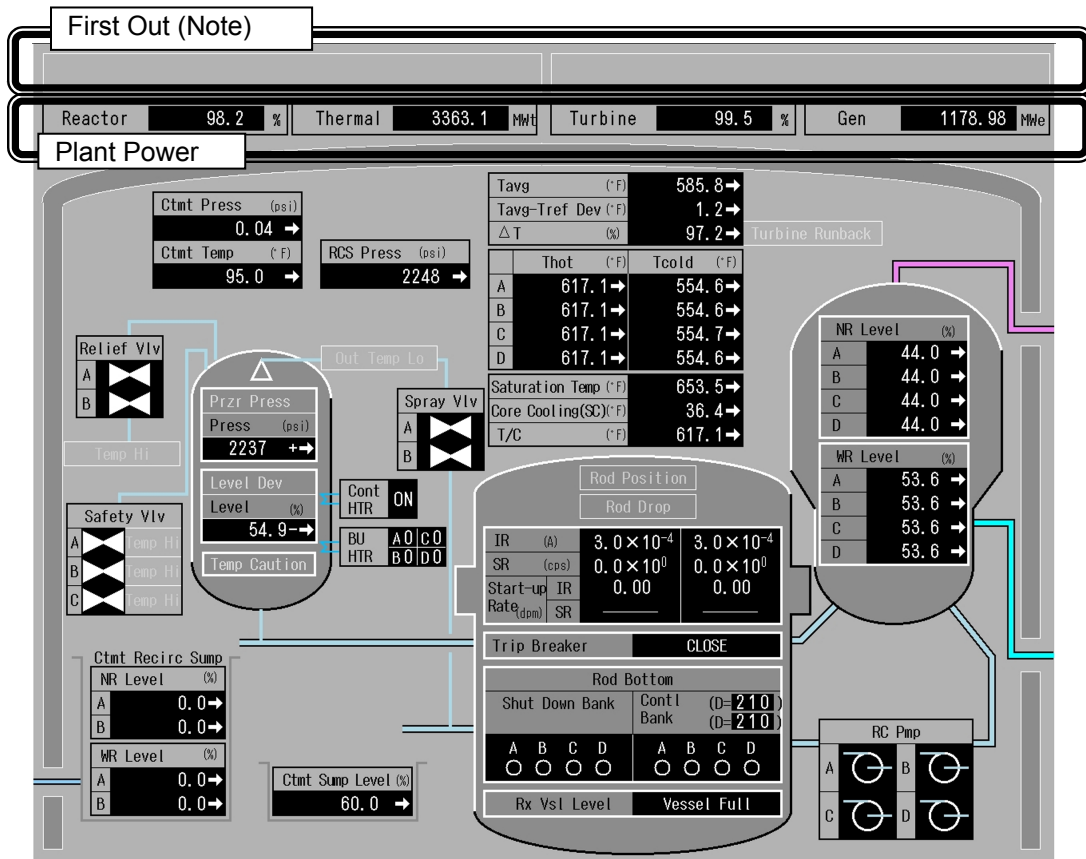 First Out (Note)
Reactor 98.2 % Thermal 3363.1 MWt Turbine 99.5 % Gen 1178.98 MWe
Plant Power
Ctmt Press (psi)
0.04 →
Ctmt Temp (°F)
95.0 →
RCS Press (psi)
2248 →
Tavg (°F) 585.8→
Tavg-Tref Dev (°F) 1.2→
△T (%) 97.2→
Turbine Runback
Thot (°F) Tcold (°F)
A 617.1→ 554.6→
B 617.1→ 554.6→
C 617.1→ 554.7→
D 617.1→ 554.6→
Saturation Temp (°F) 653.5→
Core Cooling(SC)(°F) 36.4→
T/C (°F) 617.1→
NR Level (%)
A 44.0 →
B 44.0 →
C 44.0 →
D 44.0 →
WR Level (%)
A 53.6 →
B 53.6 →
C 53.6 →
D 53.6 →
Relief Vlv
A
B
Temp Hi
Out Temp Lo
Przr Press
Press (psi)
2237 +→
Level Dev
Level (%)
54.9-→
Temp Caution
Spray Vlv
A
B
Cont HTR ON
BU HTR A0 C0
B0 D0
Safety Vlv
A Temp Hi
B Temp Hi
C Temp Hi
Rod Position
Rod Drop
IR (A) 3.0×10⁻⁴ 3.0×10⁻⁴
SR (cps) 0.0×10⁰ 0.0×10⁰
Start-up Rate(dpm) IR 0.00 0.00
SR
Trip Breaker CLOSE
Rod Bottom
Shut Down Bank Contl Bank (D=210)
(D=210)
A B C D A B C D
Rx Vsl Level Vessel Full
Ctmt Recirc Sump
NR Level (%)
A 0.0→
B 0.0→
WR Level (%)
A 0.0→
B 0.0→
Ctmt Sump Level (%)
60.0 →
RC Pmp
A B
C D